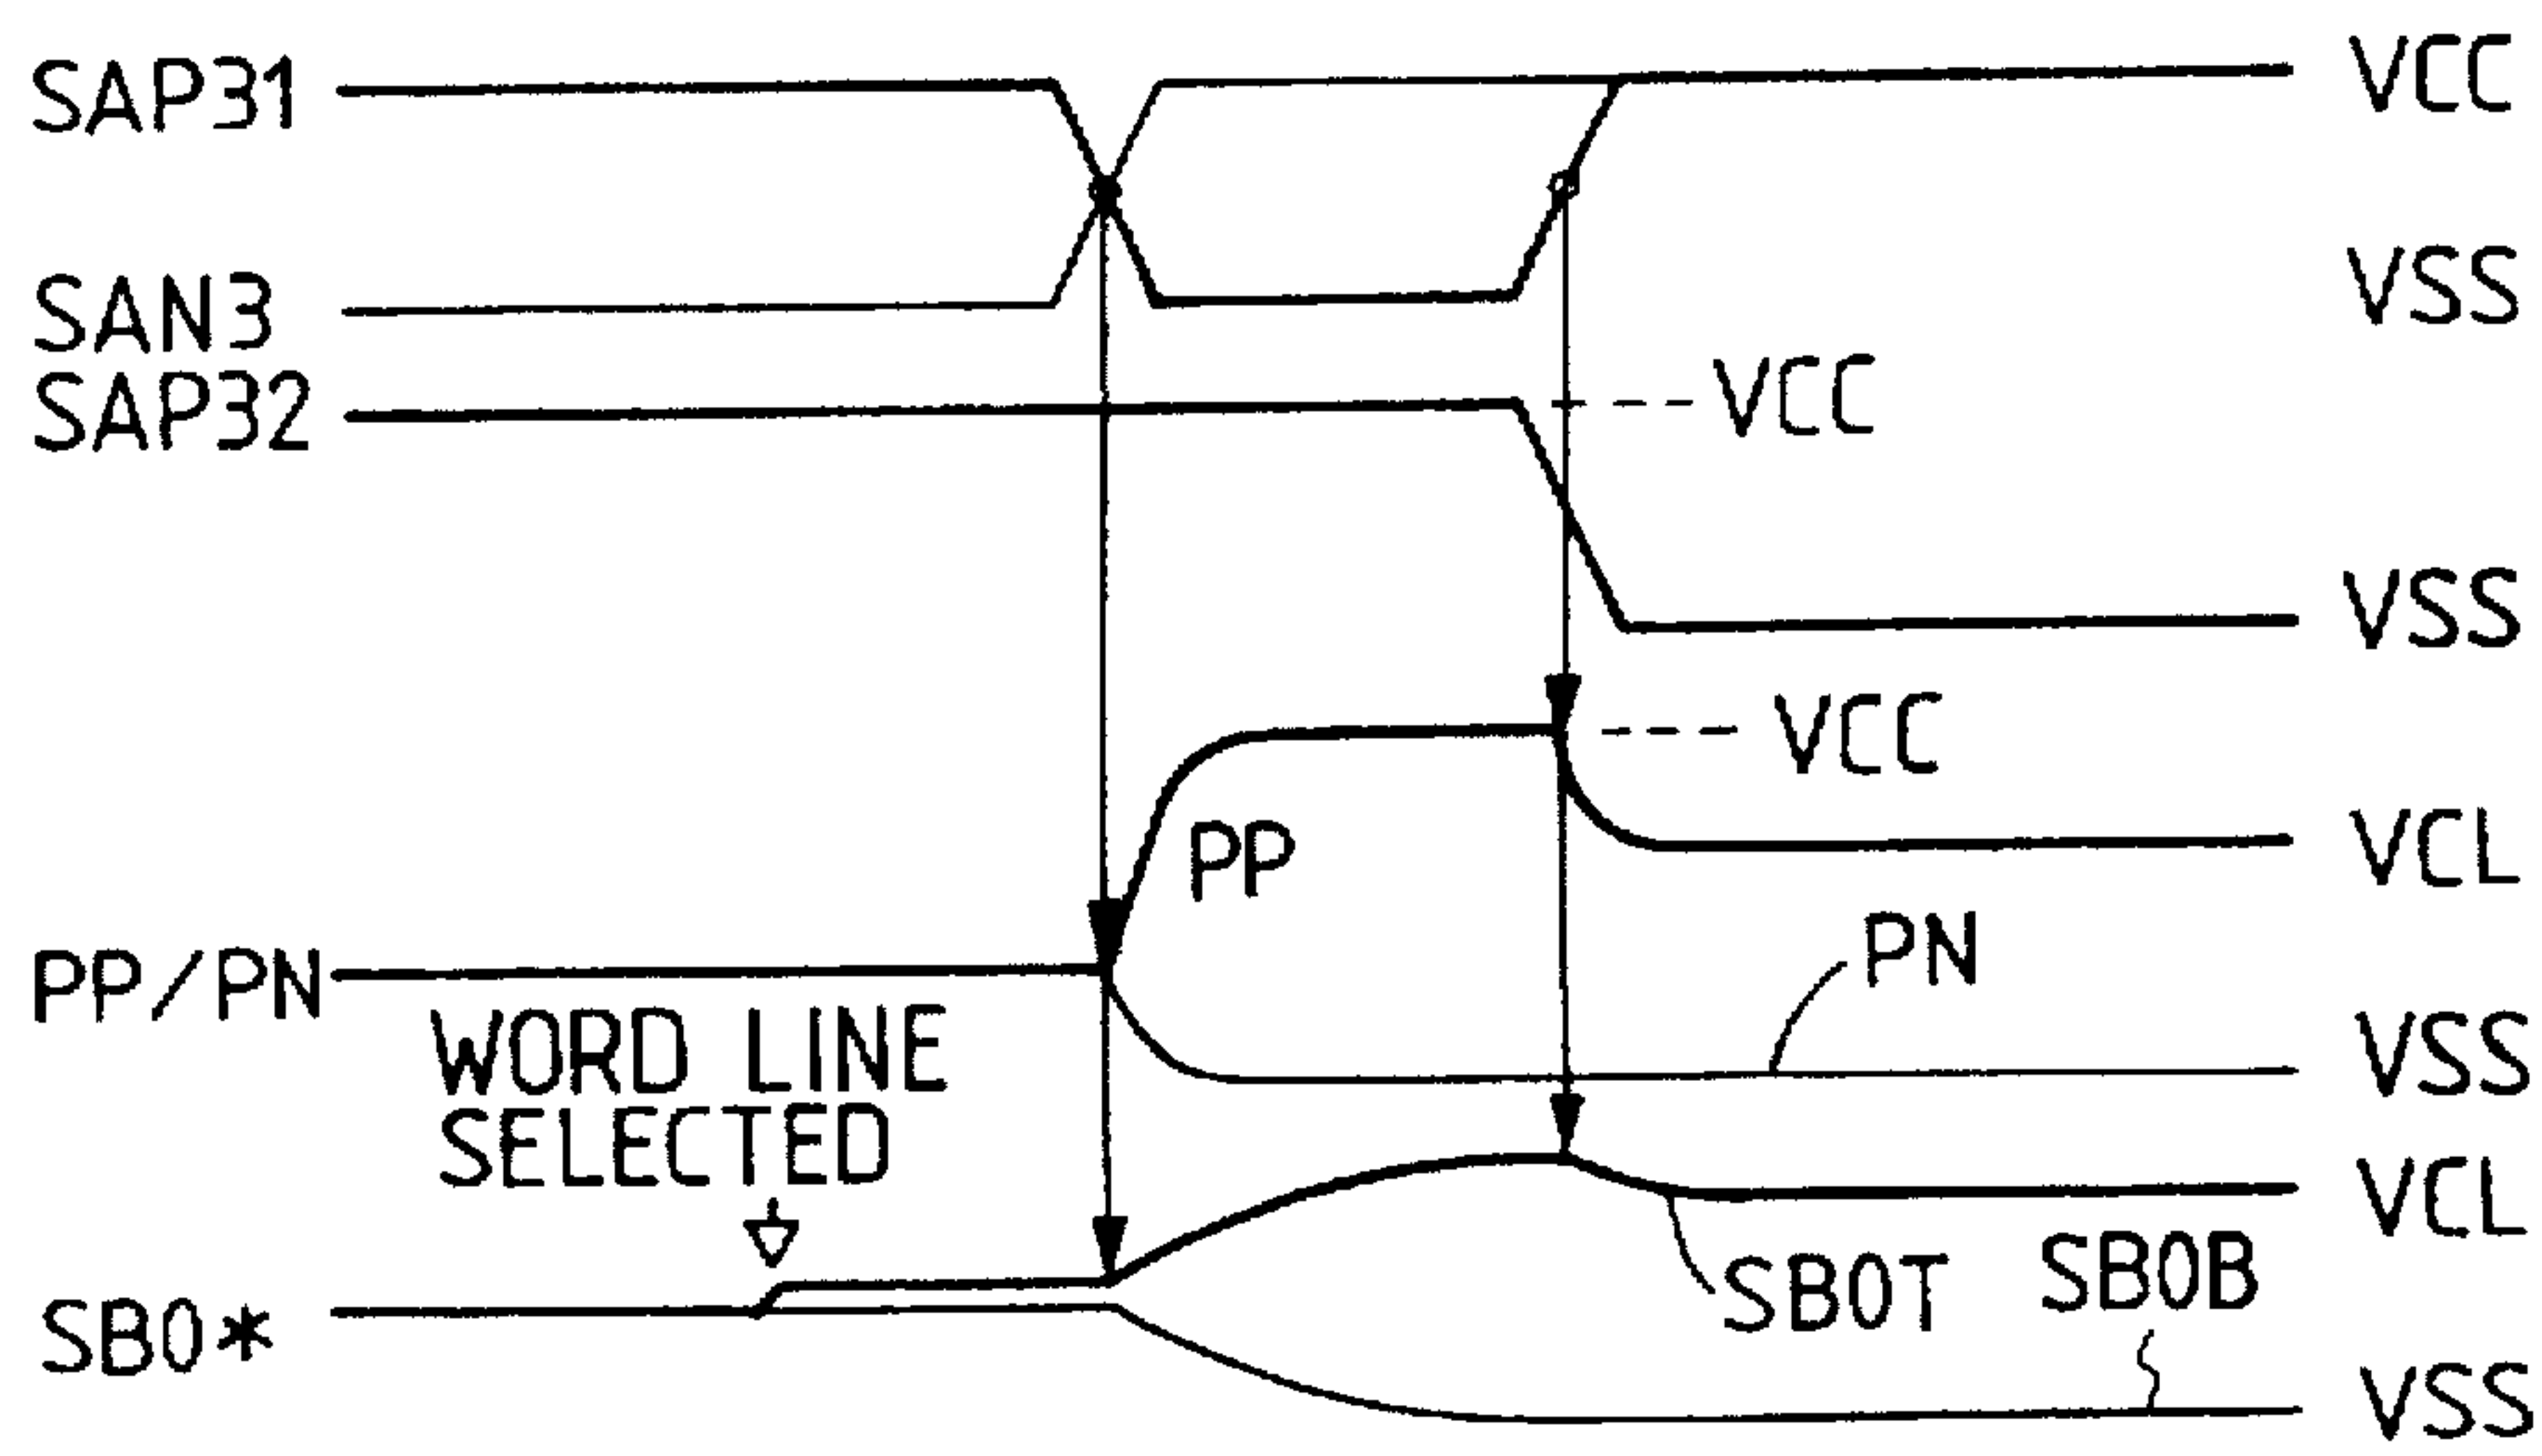 SAP31
VCC
VSS
SAN3
SAP32
VCC
VSS
VCC
PP
VCL
PN
PP/PN
WORD LINE
SELECTED
VSS
VCL
SB0T
SB0B
SB0*
VSS